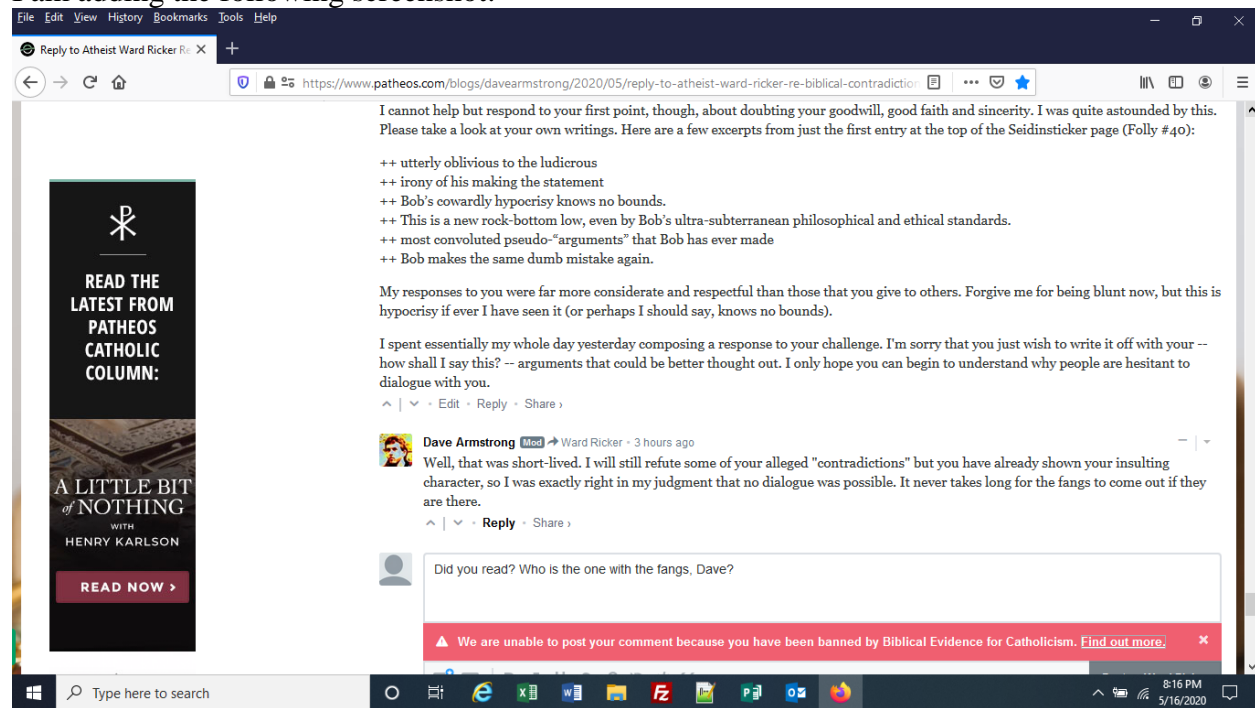 File Edit View History Bookmarks Tools Help
Reply to Atheist Ward Ricker Re
https://www.patheos.com/blogs/davearmstrong/2020/05/reply-to-atheist-ward-ricker-re-biblical-contradiction
I cannot help but respond to your first point, though, about doubting your goodwill, good faith and sincerity. I was quite astounded by this.
Please take a look at your own writings. Here are a few excerpts from just the first entry at the top of the Seidinsticker page (Folly #40):
++ utterly oblivious to the ludicrous
++ irony of his making the statement
++ Bob's cowardly hypocrisy knows no bounds.
++ This is a new rock-bottom low, even by Bob's ultra-subterranean philosophical and ethical standards.
++ most convoluted pseudo-“arguments” that Bob has ever made
++ Bob makes the same dumb mistake again.
My responses to you were far more considerate and respectful than those that you give to others. Forgive me for being blunt now, but this is
hypocrisy if ever I have seen it (or perhaps I should say, knows no bounds).
I spent essentially my whole day yesterday composing a response to your challenge. I'm sorry that you just wish to write it off with your --
how shall I say this? -- arguments that could be better thought out. I only hope you can begin to understand why people are hesitant to
dialogue with you.
Edit • Reply • Share ›
Dave Armstrong Mod Ward Ricker • 3 hours ago
Well, that was short-lived. I will still refute some of your alleged "contradictions" but you have already shown your insulting
character, so I was exactly right in my judgment that no dialogue was possible. It never takes long for the fangs to come out if they
are there.
Reply • Share ›
Did you read? Who is the one with the fangs, Dave?
We are unable to post your comment because you have been banned by Biblical Evidence for Catholicism. Find out more.
READ THE
LATEST FROM
PATHEOS
CATHOLIC
COLUMN:
A LITTLE BIT
of NOTHING
WITH
HENRY KARLSON
READ NOW >
Type here to search
8:16 PM
5/16/2020